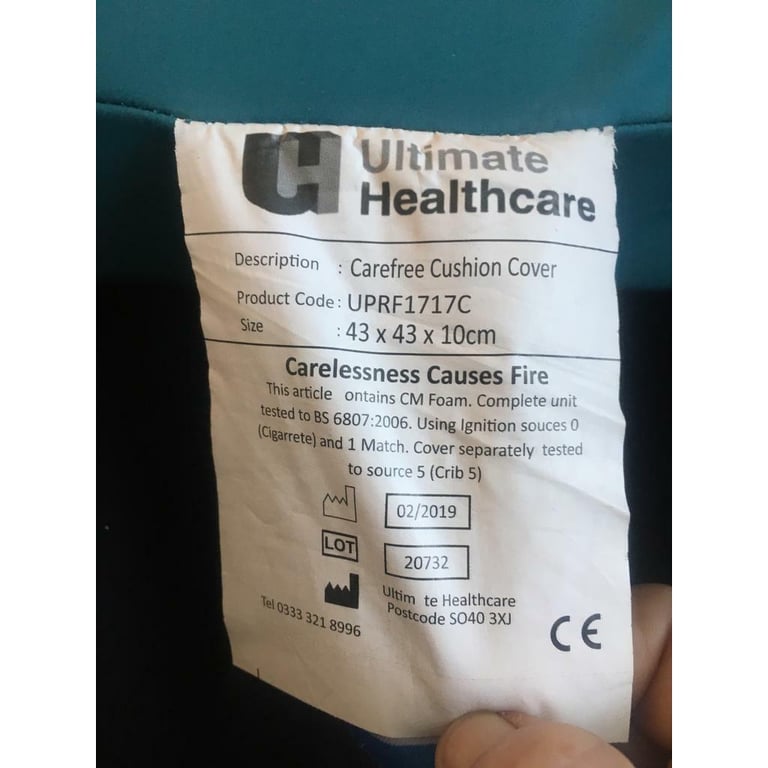 UH Ultimate
Healthcare
Description : Carefree Cushion Cover
Product Code : UPRF1717C
Size : 43 x 43 x 10cm
Carelessness Causes Fire
This article ontains CM Foam. Complete unit
tested to BS 6807:2006. Using Ignition souces 0
(Cigarrete) and 1 Match. Cover separately tested
to source 5 (Crib 5)
02/2019
LOT 20732
Ultim te Healthcare
Postcode SO40 3XJ
Tel 0333 321 8996
CE